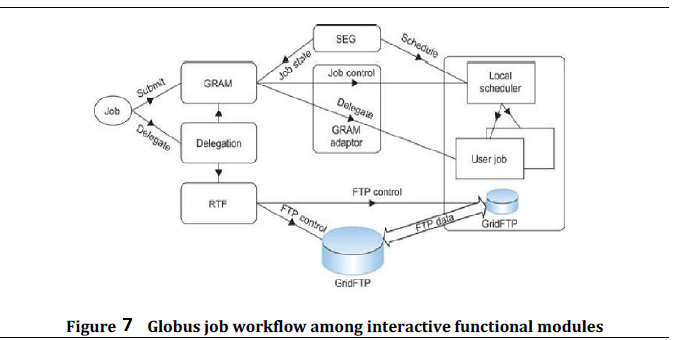 SEG
Schedule
Job state
Submit
GRAM
Job control
Local
scheduler
Job
Delegate
Delegate
Delegation
GRAM
adaptor
User job
RTF
FTP control
FTP control
FTP data
GridFTP
GridFTP
Figure 7 Globus job workflow among interactive functional modules